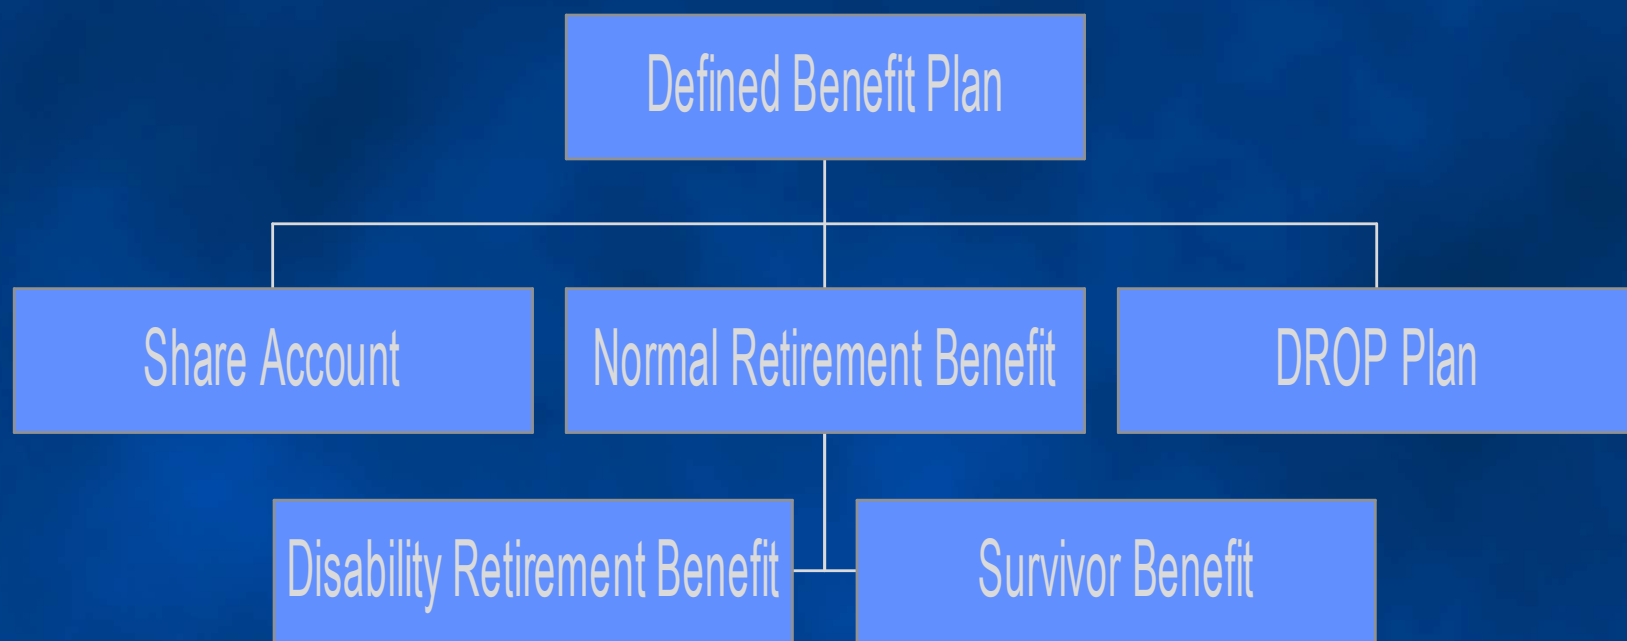 Defined Benefit Plan
Share Account
Normal Retirement Benefit
DROP Plan
Disability Retirement Benefit
Survivor Benefit